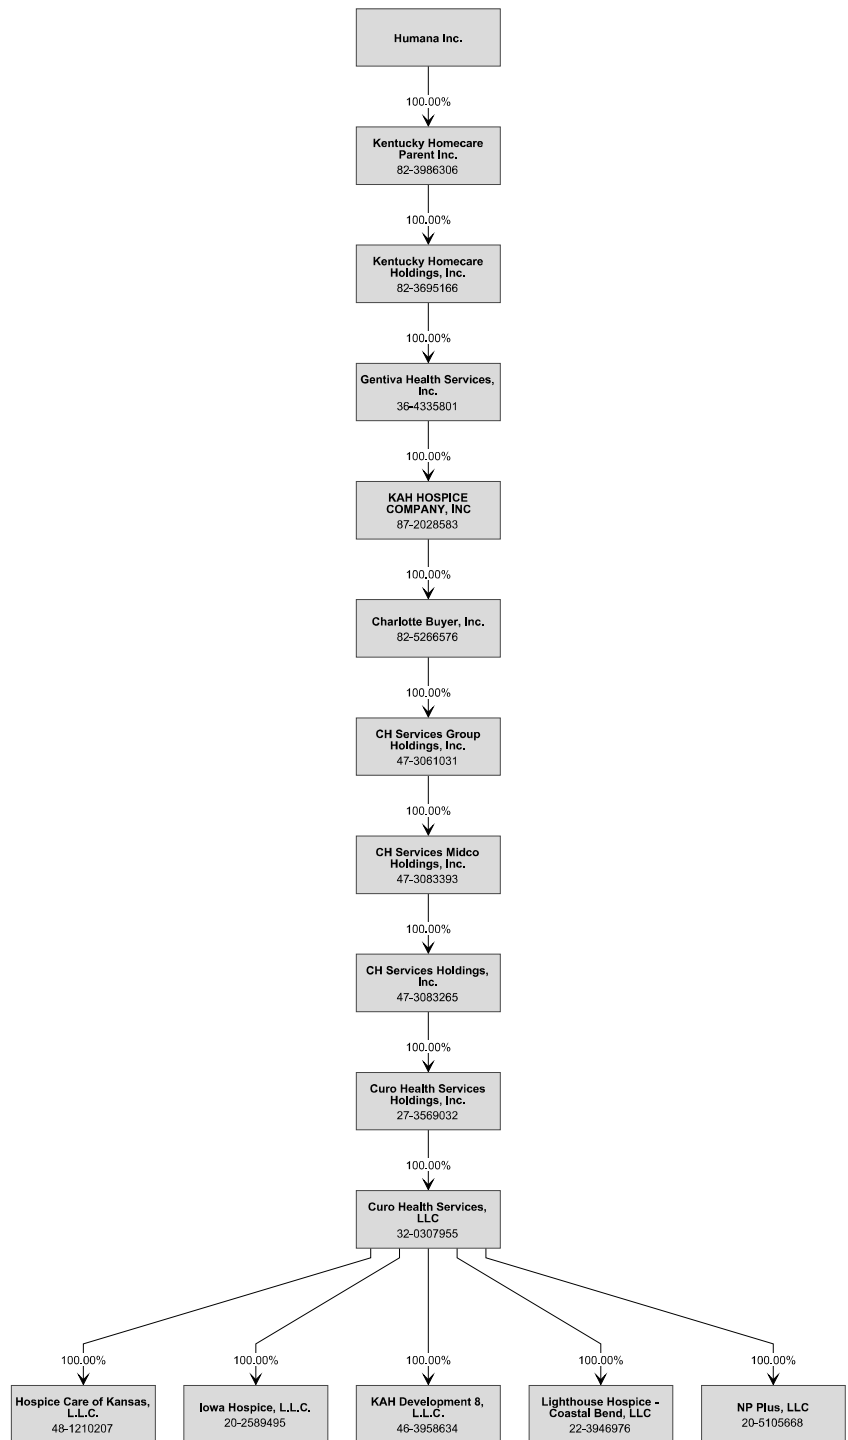 Humana Inc.
100.00%
Kentucky Homecare
Parent Inc.
82-3986306
100.00%
Kentucky Homecare
Holdings, Inc.
82-3695166
100.00%
Gentiva Health Services,
Inc.
36-4335801
100.00%
KAH HOSPICE
COMPANY, INC
87-2028583
100.00%
Charlotte Buyer, Inc.
82-5266576
100.00%
CH Services Group
Holdings, Inc.
47-3061031
100.00%
CH Services Midco
Holdings, Inc.
47-3083393
100.00%
CH Services Holdings,
Inc.
47-3083265
100.00%
Curo Health Services
Holdings, Inc.
27-3569032
100.00%
Curo Health Services,
LLC
32-0307955
100.00%
Hospice Care of Kansas,
L.L.C.
48-1210207
100.00%
Iowa Hospice, L.L.C.
20-2589495
100.00%
KAH Development 8,
L.L.C.
46-3958634
100.00%
Lighthouse Hospice -
Coastal Bend, LLC
22-3946976
100.00%
NP Plus, LLC
20-5105668